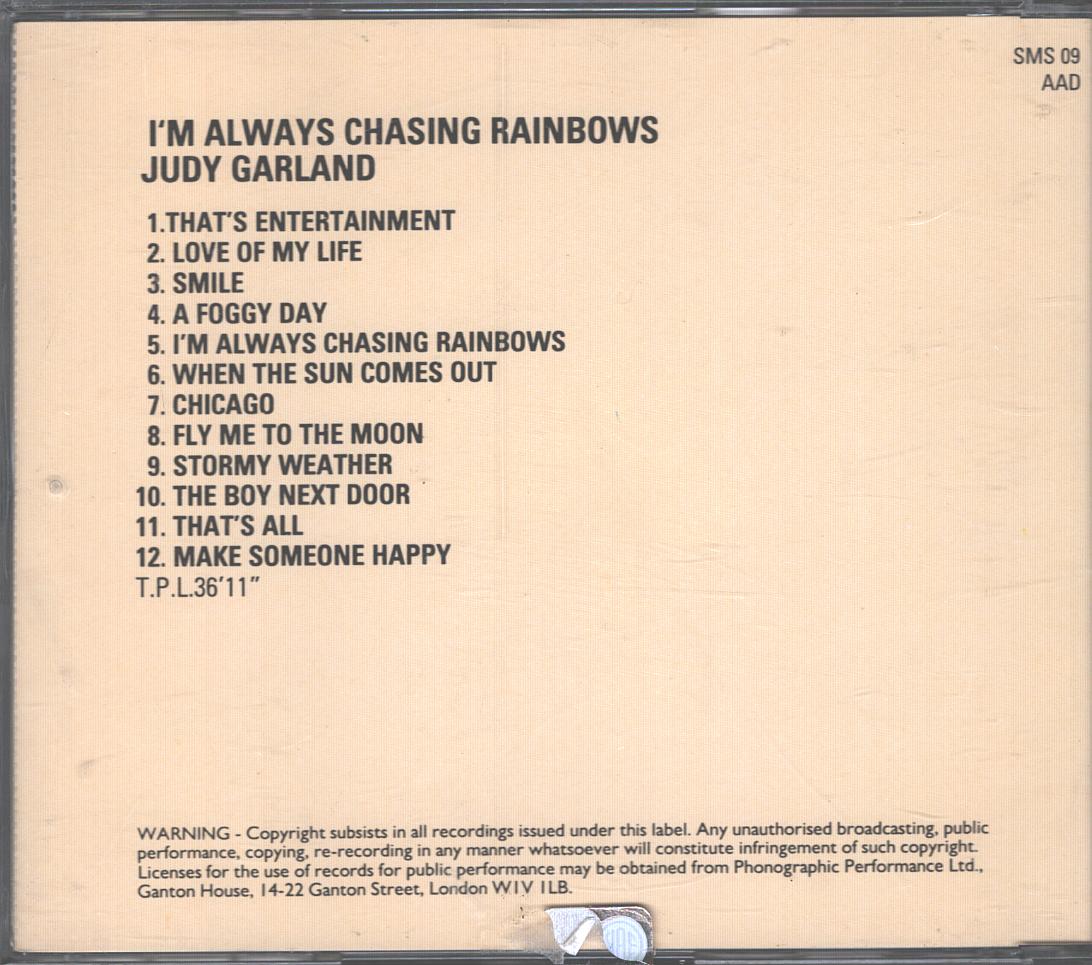 SMS 09
AAD
I'M ALWAYS CHASING RAINBOWS
JUDY GARLAND
1.THAT'S ENTERTAINMENT
2. LOVE OF MY LIFE
3. SMILE
4. A FOGGY DAY
5. I'M ALWAYS CHASING RAINBOWS
6. WHEN THE SUN COMES OUT
7. CHICAGO
8. FLY ME TO THE MOON
9. STORMY WEATHER
10. THE BOY NEXT DOOR
11. THAT'S ALL
12. MAKE SOMEONE HAPPY
T.P.L.36'11"
WARNING - Copyright subsists in all recordings issued under this label. Any unauthorised broadcasting, public
performance, copying, re-recording in any manner whatsoever will constitute infringement of such copyright.
Licenses for the use of records for public performance may be obtained from Phonographic Performance Ltd.,
Ganton House, 14-22 Ganton Street, London W1V 1LB.